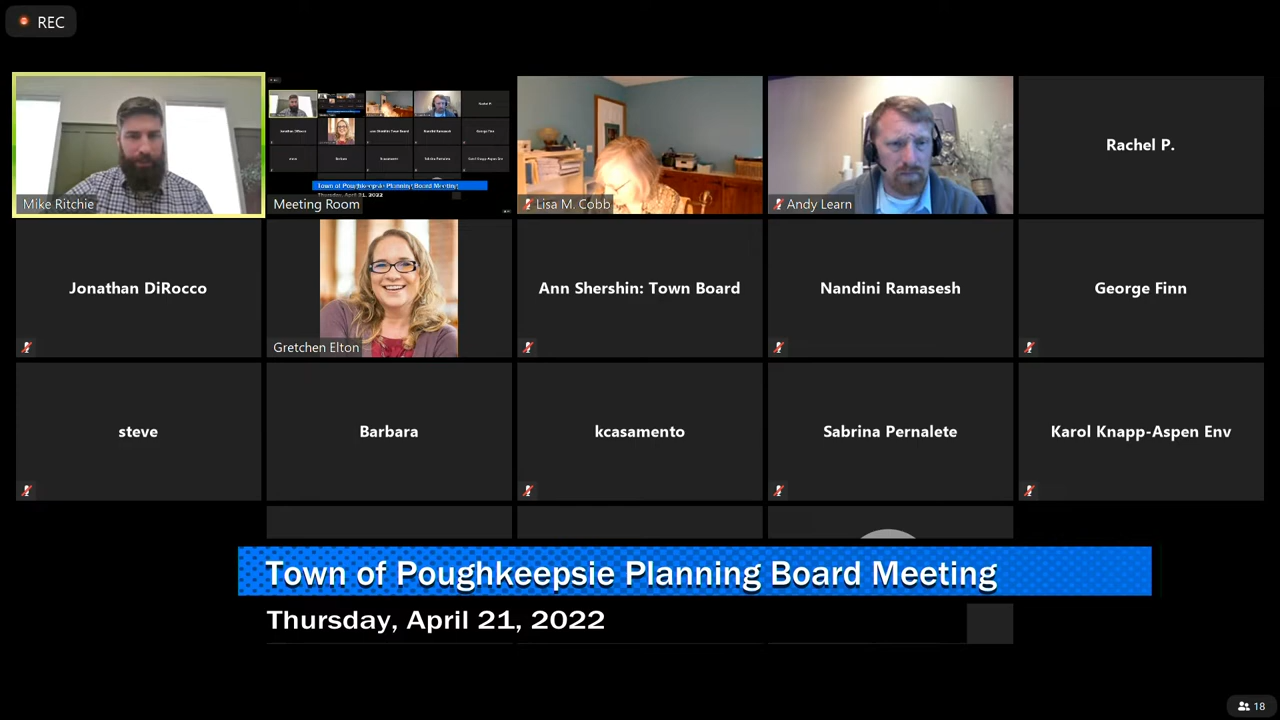 REC
Mike Ritchie
Meeting Room
Lisa M. Cobb
Andy Learn
Rachel P.
Jonathan DiRocco
Gretchen Elton
Ann Shershin: Town Board
Nandini Ramasesh
George Finn
steve
Barbara
kcasamento
Sabrina Pernalete
Karol Knapp-Aspen Env
Town of Poughkeepsie Planning Board Meeting
Thursday, April 21, 2022
18